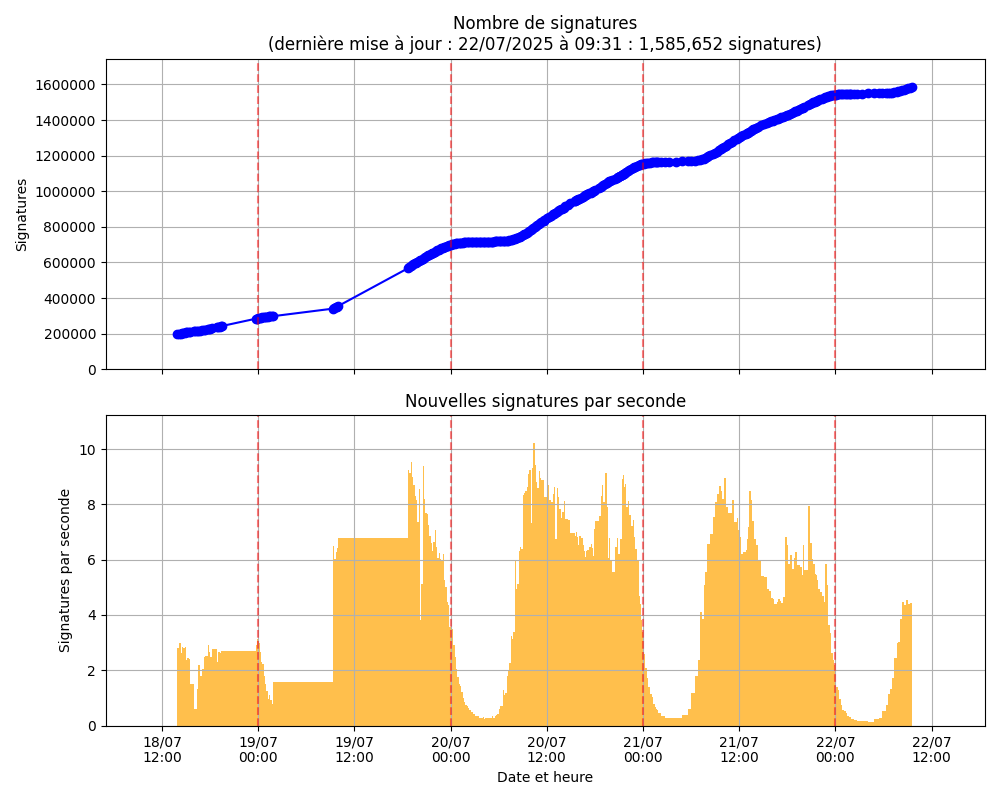 Nombre de signatures
(dernière mise à jour : 22/07/2025 à 09:31 : 1,585,652 signatures)
1600000
1400000
1200000
1000000
800000
600000
400000
200000
0
Signatures
Nouvelles signatures par seconde
10
8
6
4
2
0
Signatures par seconde
18/07 19/07 19/07 20/07 20/07 21/07 21/07 22/07 22/07
12:00 00:00 12:00 00:00 12:00 00:00 12:00 00:00 12:00
Date et heure